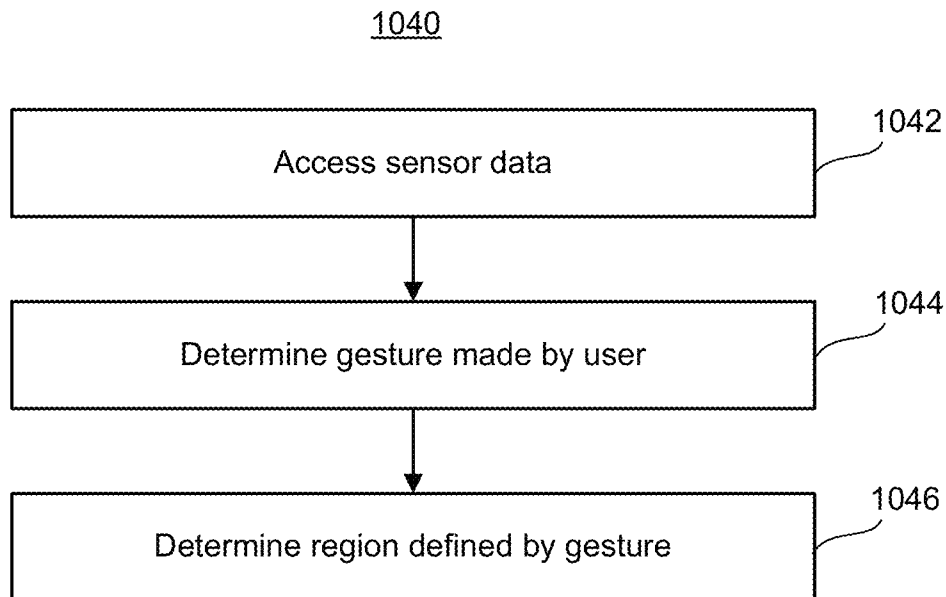 1040
1042
Access sensor data
1044
Determine gesture made by user
1046
Determine region defined by gesture